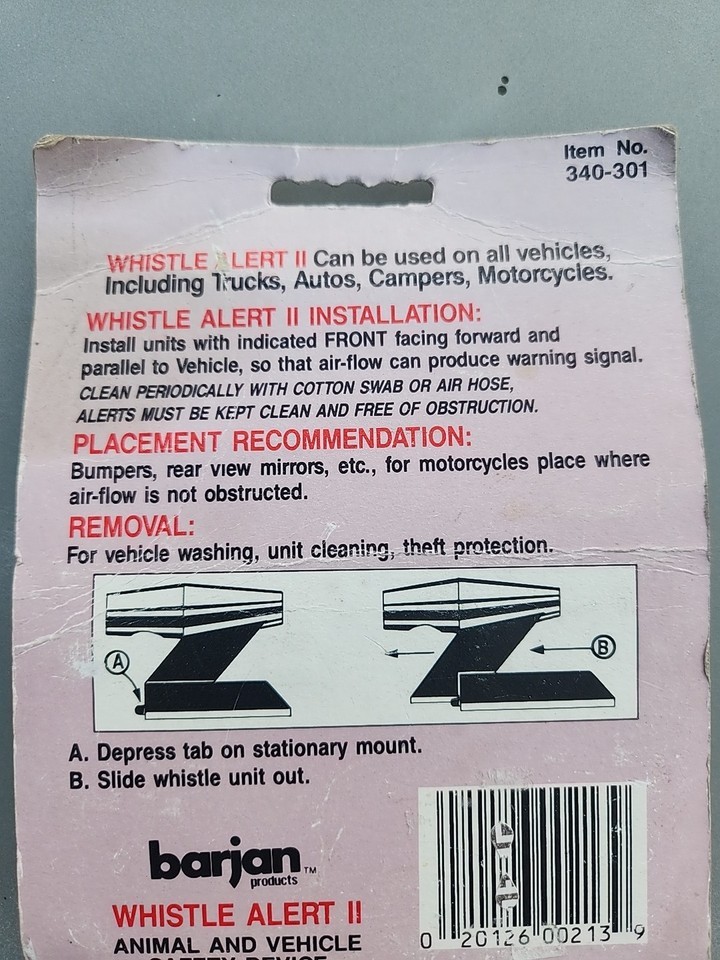 Item No.
340-301
WHISTLE ALERT II Can be used on all vehicles,
Including Trucks, Autos, Campers, Motorcycles.
WHISTLE ALERT II INSTALLATION:
Install units with indicated FRONT facing forward and
parallel to Vehicle, so that air-flow can produce warning signal.
CLEAN PERIODICALLY WITH COTTON SWAB OR AIR HOSE,
ALERTS MUST BE KEPT CLEAN AND FREE OF OBSTRUCTION.
PLACEMENT RECOMMENDATION:
Bumpers, rear view mirrors, etc., for motorcycles place where
air-flow is not obstructed.
REMOVAL:
For vehicle washing, unit cleaning, theft protection.
A
B
A. Depress tab on stationary mount.
B. Slide whistle unit out.
barjan TM
products
WHISTLE ALERT II
ANIMAL AND VEHICLE
SAFETY DEVICE
0 20126 00213 9